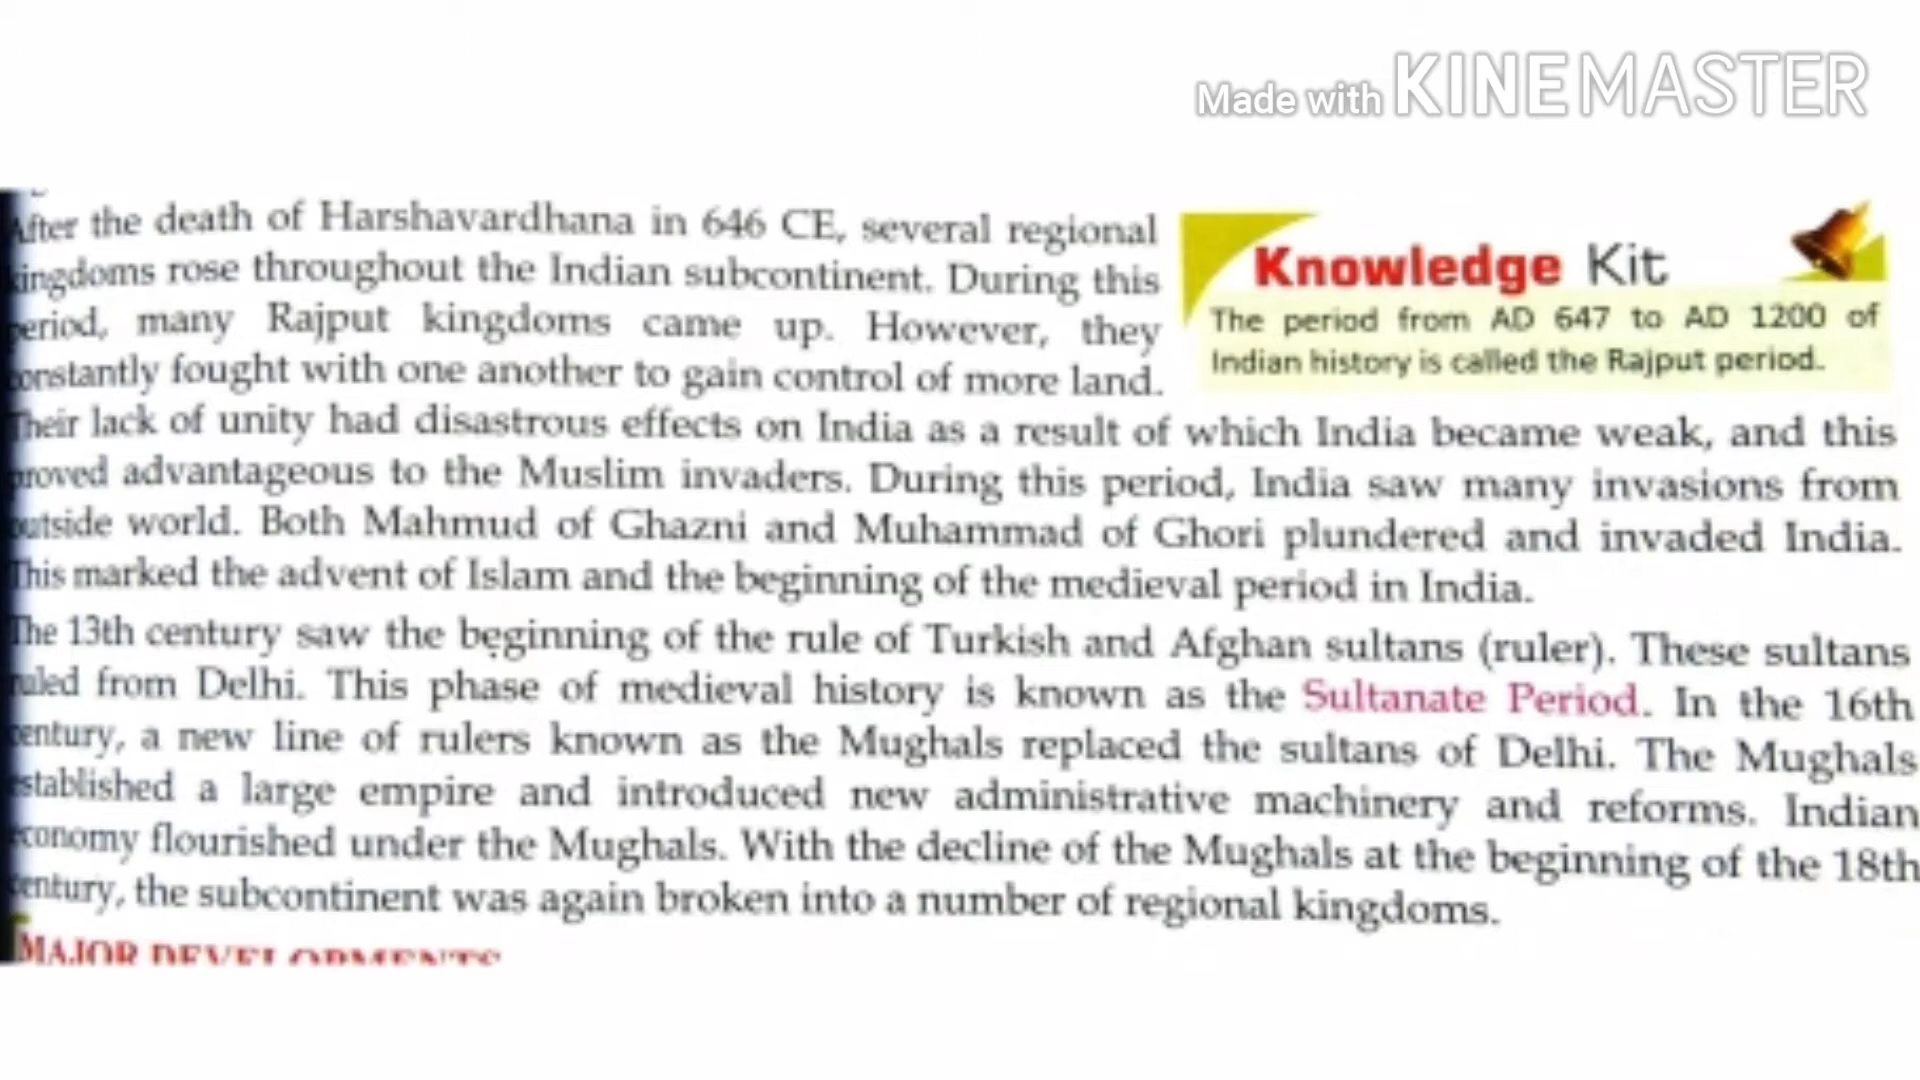 Made with KINEMASTER
After the death of Harshavardhana in 646 CE, several regional
kingdoms rose throughout the Indian subcontinent. During this
period, many Rajput kingdoms came up. However, they
constantly fought with one another to gain control of more land.
Knowledge Kit
The period from AD 647 to AD 1200 of
Indian history is called the Rajput period.
Their lack of unity had disastrous effects on India as a result of which India became weak, and this
proved advantageous to the Muslim invaders. During this period, India saw many invasions from
outside world. Both Mahmud of Ghazni and Muhammad of Ghori plundered and invaded India.
This marked the advent of Islam and the beginning of the medieval period in India.
The 13th century saw the beginning of the rule of Turkish and Afghan sultans (ruler). These sultans
ruled from Delhi. This phase of medieval history is known as the Sultanate Period. In the 16th
century, a new line of rulers known as the Mughals replaced the sultans of Delhi. The Mughals
established a large empire and introduced new administrative machinery and reforms. Indian
economy flourished under the Mughals. With the decline of the Mughals at the beginning of the 18th
century, the subcontinent was again broken into a number of regional kingdoms.
MAJOR DEVELOPMENTS